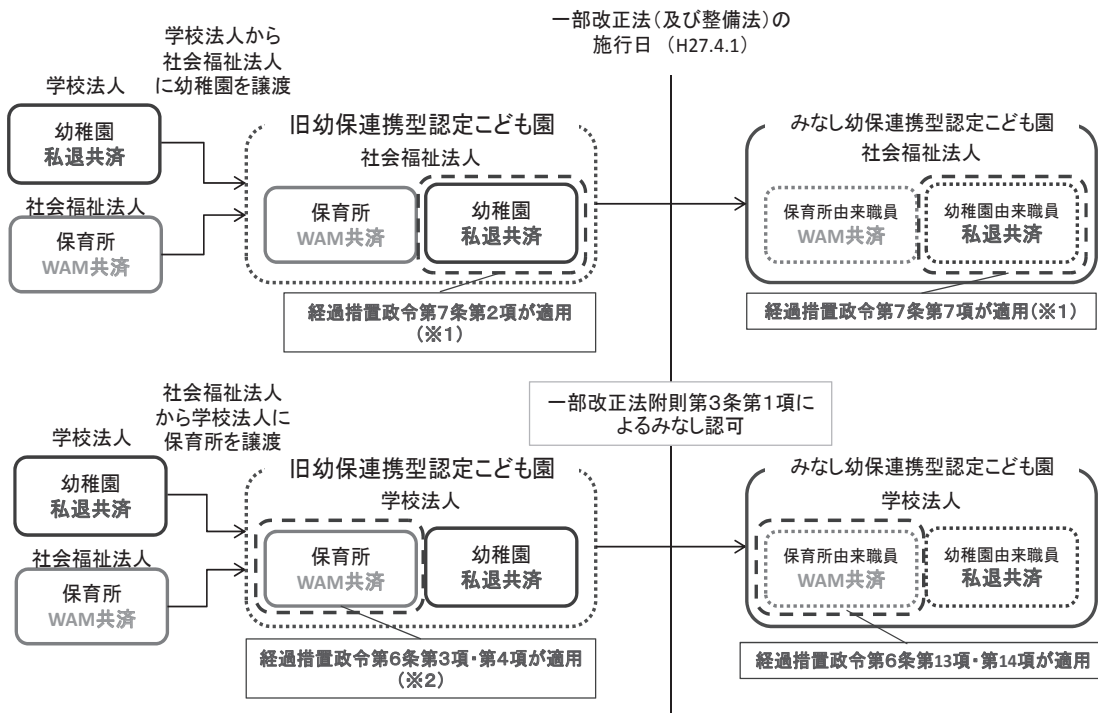 一部改正法(及び整備法)の
施行日 (H27.4.1)
学校法人から
社会福祉法人
に幼稚園を譲渡
学校法人
幼稚園
私退共済
社会福祉法人
保育所
WAM共済
旧幼保連携型認定こども園
社会福祉法人
保育所
WAM共済
幼稚園
私退共済
経過措置政令第7条第2項が適用
(※1)
みなし幼保連携型認定こども園
社会福祉法人
保育所由来職員
WAM共済
幼稚園由来職員
私退共済
経過措置政令第7条第7項が適用(※1)
一部改正法附則第3条第1項に
よるみなし認可
社会福祉法人
から学校法人に
保育所を譲渡
学校法人
幼稚園
私退共済
社会福祉法人
保育所
WAM共済
旧幼保連携型認定こども園
学校法人
保育所
WAM共済
幼稚園
私退共済
経過措置政令第6条第3項・第4項が適用
(※2)
みなし幼保連携型認定こども園
学校法人
保育所由来職員
WAM共済
幼稚園由来職員
私退共済
経過措置政令第6条第13項・第14項が適用